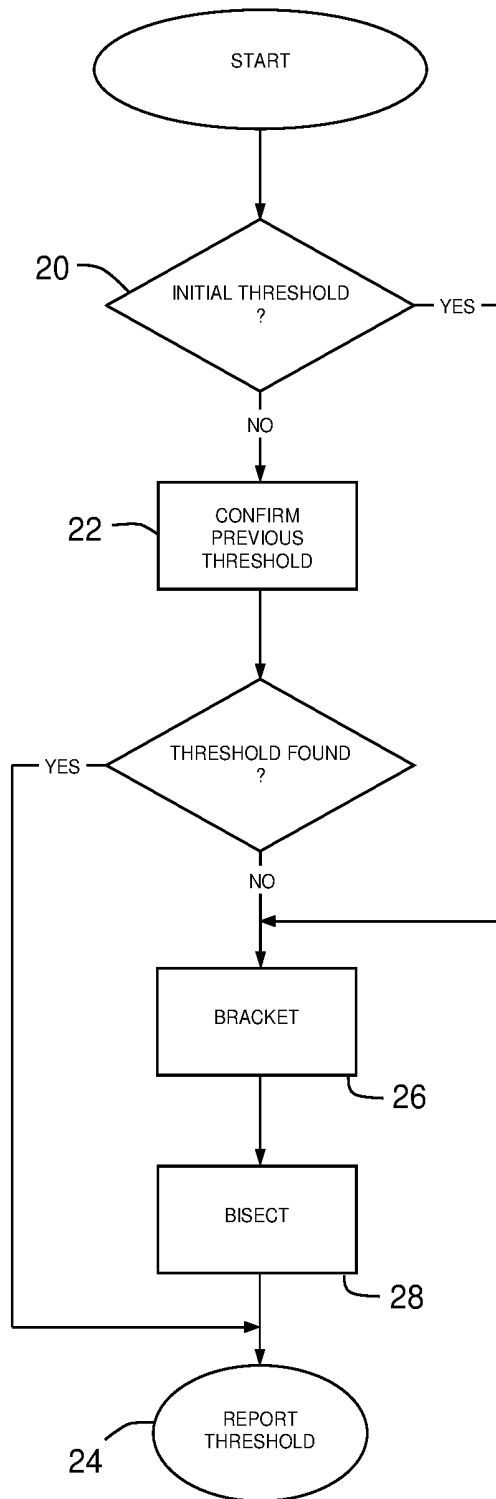 START
20
INITIAL THRESHOLD
?
YES
NO
22
CONFIRM
PREVIOUS
THRESHOLD
YES
THRESHOLD FOUND
?
NO
BRACKET
26
BISECT
28
REPORT
THRESHOLD
24